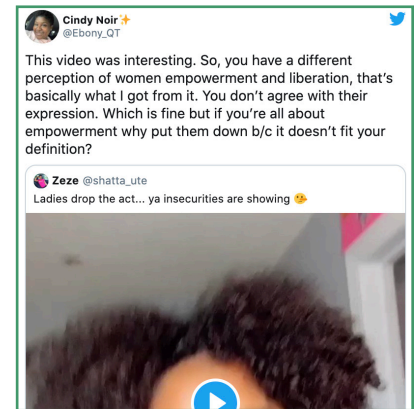 Cindy Noir✨
@Ebony_QT
This video was interesting. So, you have a different
perception of women empowerment and liberation, that's
basically what I got from it. You don't agree with their
expression. Which is fine but if you're all about
empowerment why put them down b/c it doesn't fit your
definition?
Zeze @shatta_ute
Ladies drop the act... ya insecurities are showing 🤥